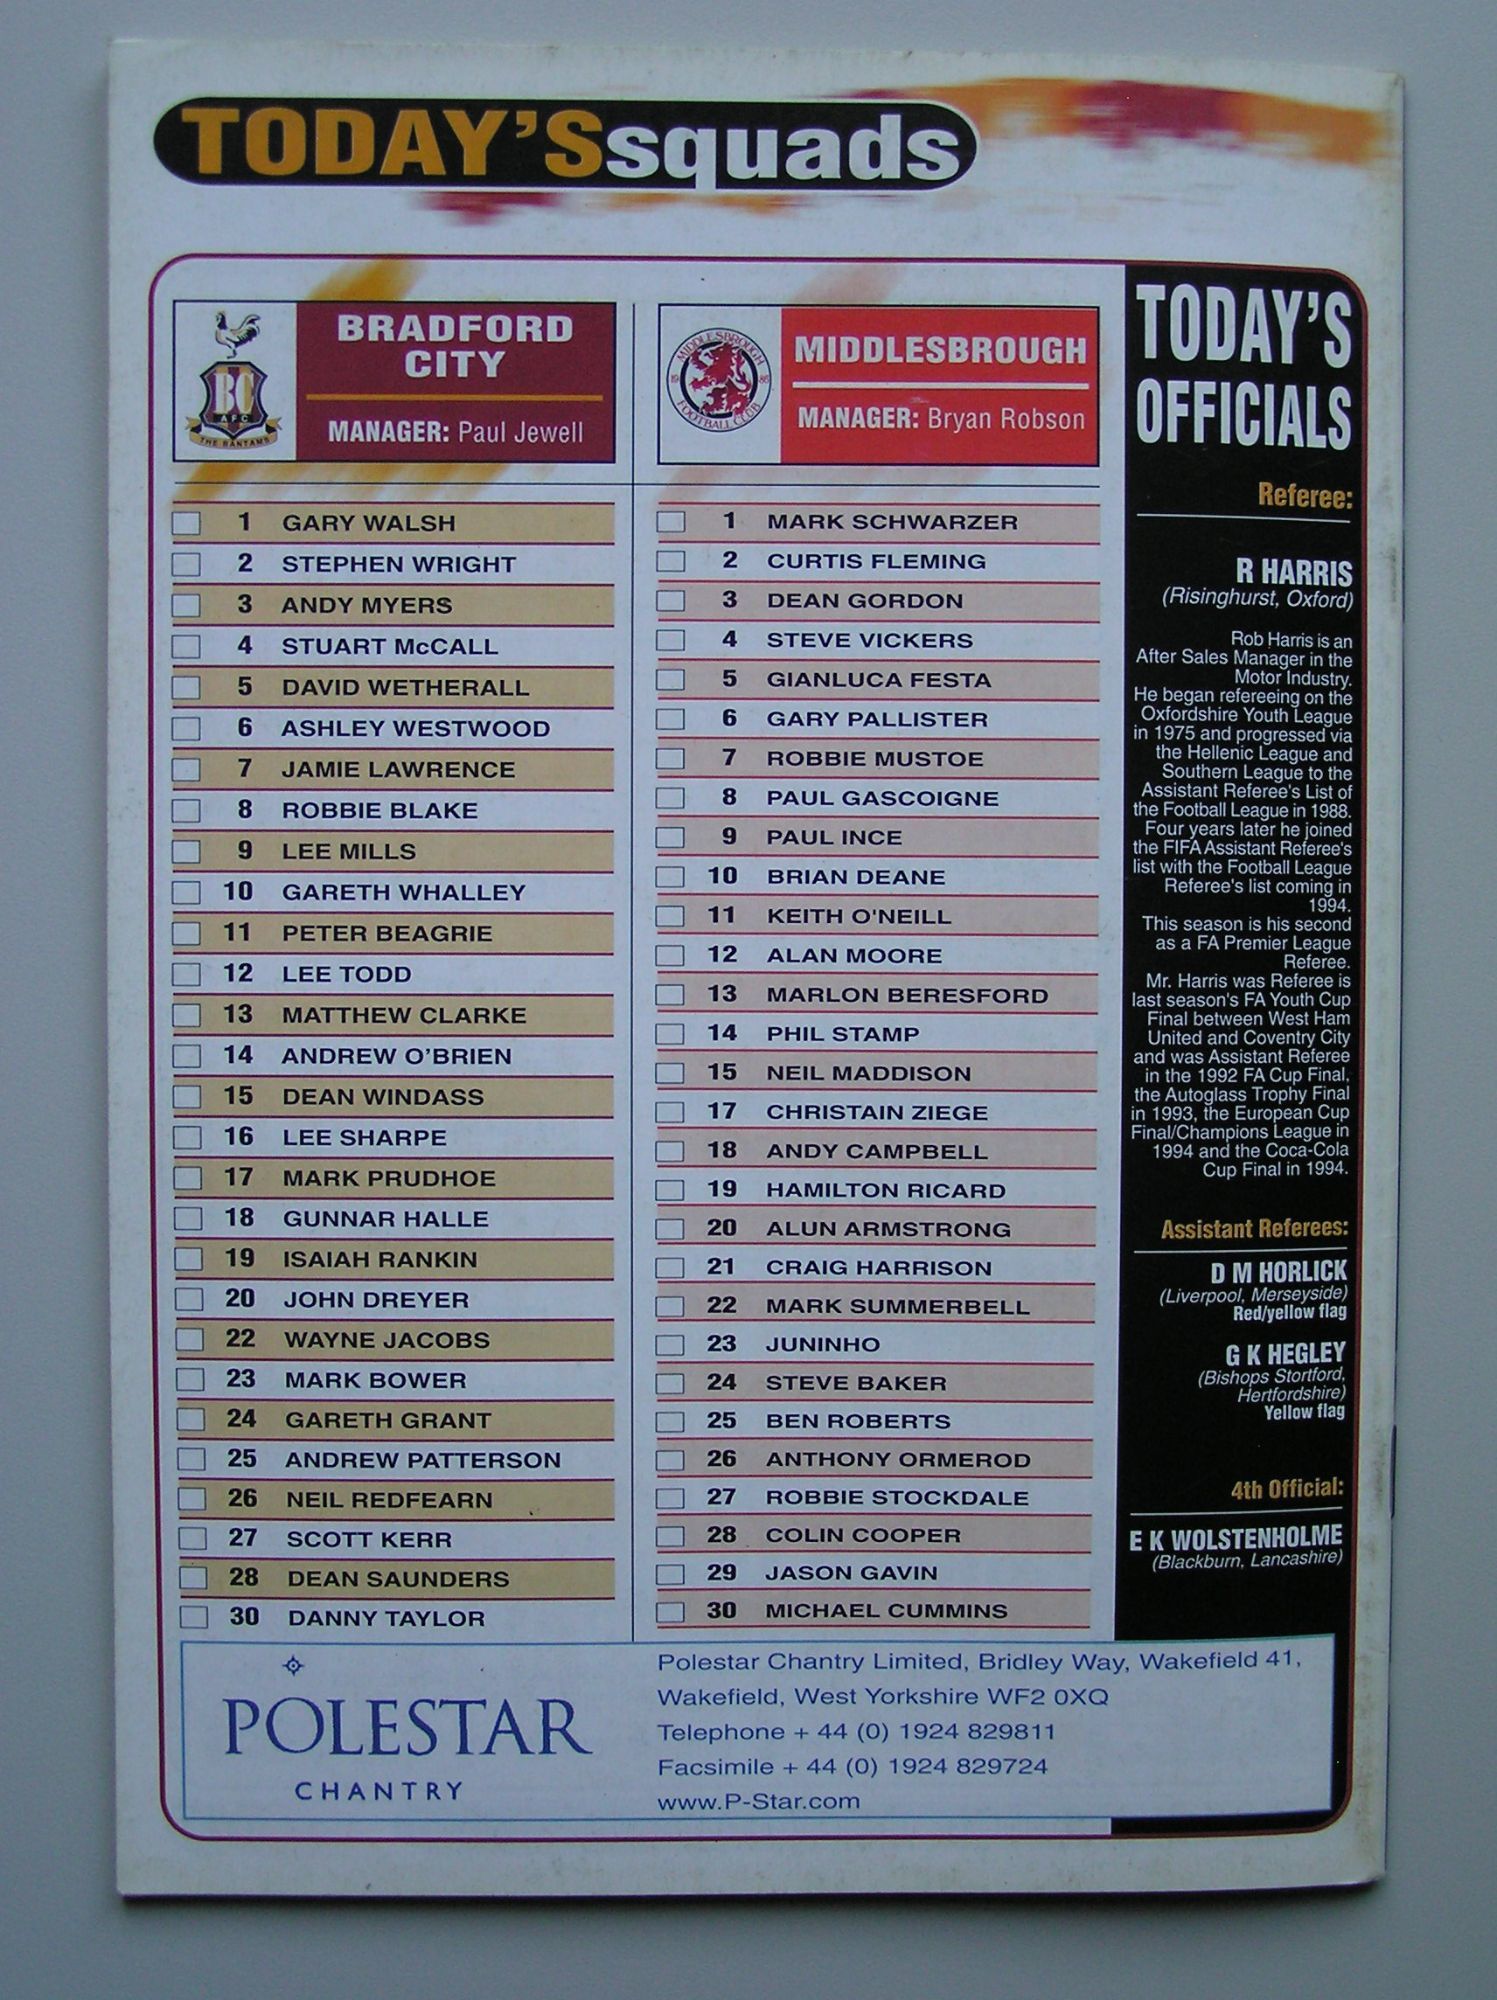 TODAY'Ssquads
BRADFORD
CITY
MANAGER: Paul Jewell
BC
AFC
THE BANTAMS
1 GARY WALSH
2 STEPHEN WRIGHT
3 ANDY MYERS
4 STUART McCALL
5 DAVID WETHERALL
6 ASHLEY WESTWOOD
7 JAMIE LAWRENCE
8 ROBBIE BLAKE
9 LEE MILLS
10 GARETH WHALLEY
11 PETER BEAGRIE
12 LEE TODD
13 MATTHEW CLARKE
14 ANDREW O'BRIEN
15 DEAN WINDASS
16 LEE SHARPE
17 MARK PRUDHOE
18 GUNNAR HALLE
19 ISAIAH RANKIN
20 JOHN DREYER
22 WAYNE JACOBS
23 MARK BOWER
24 GARETH GRANT
25 ANDREW PATTERSON
26 NEIL REDFEARN
27 SCOTT KERR
28 DEAN SAUNDERS
30 DANNY TAYLOR
MIDDLESBROUGH
FOOTBALL CLUB
19 86
MIDDLESBROUGH
MANAGER: Bryan Robson
1 MARK SCHWARZER
2 CURTIS FLEMING
3 DEAN GORDON
4 STEVE VICKERS
5 GIANLUCA FESTA
6 GARY PALLISTER
7 ROBBIE MUSTOE
8 PAUL GASCOIGNE
9 PAUL INCE
10 BRIAN DEANE
11 KEITH O'NEILL
12 ALAN MOORE
13 MARLON BERESFORD
14 PHIL STAMP
15 NEIL MADDISON
17 CHRISTAIN ZIEGE
18 ANDY CAMPBELL
19 HAMILTON RICARD
20 ALUN ARMSTRONG
21 CRAIG HARRISON
22 MARK SUMMERBELL
23 JUNINHO
24 STEVE BAKER
25 BEN ROBERTS
26 ANTHONY ORMEROD
27 ROBBIE STOCKDALE
28 COLIN COOPER
29 JASON GAVIN
30 MICHAEL CUMMINS
TODAY'S
OFFICIALS
Referee:
R HARRIS
(Risinghurst, Oxford)
Rob Harris is an
After Sales Manager in the
Motor Industry.
He began refereeing on the
Oxfordshire Youth League
in 1975 and progressed via
the Hellenic League and
Southern League to the
Assistant Referee's List of
the Football League in 1988.
Four years later he joined
the FIFA Assistant Referee's
list with the Football League
Referee's list coming in
1994.
This season is his second
as a FA Premier League
Referee.
Mr. Harris was Referee is
last season's FA Youth Cup
Final between West Ham
United and Coventry City
and was Assistant Referee
in the 1992 FA Cup Final,
the Autoglass Trophy Final
in 1993, the European Cup
Final/Champions League in
1994 and the Coca-Cola
Cup Final in 1994.
Assistant Referees:
D M HORLICK
(Liverpool, Merseyside)
Red/yellow flag
G K HEGLEY
(Bishops Stortford,
Hertfordshire)
Yellow flag
4th Official:
E K WOLSTENHOLME
(Blackburn, Lancashire)
POLESTAR
CHANTRY
Polestar Chantry Limited, Bridley Way, Wakefield 41,
Wakefield, West Yorkshire WF2 0XQ
Telephone + 44 (0) 1924 829811
Facsimile + 44 (0) 1924 829724
www.P-Star.com